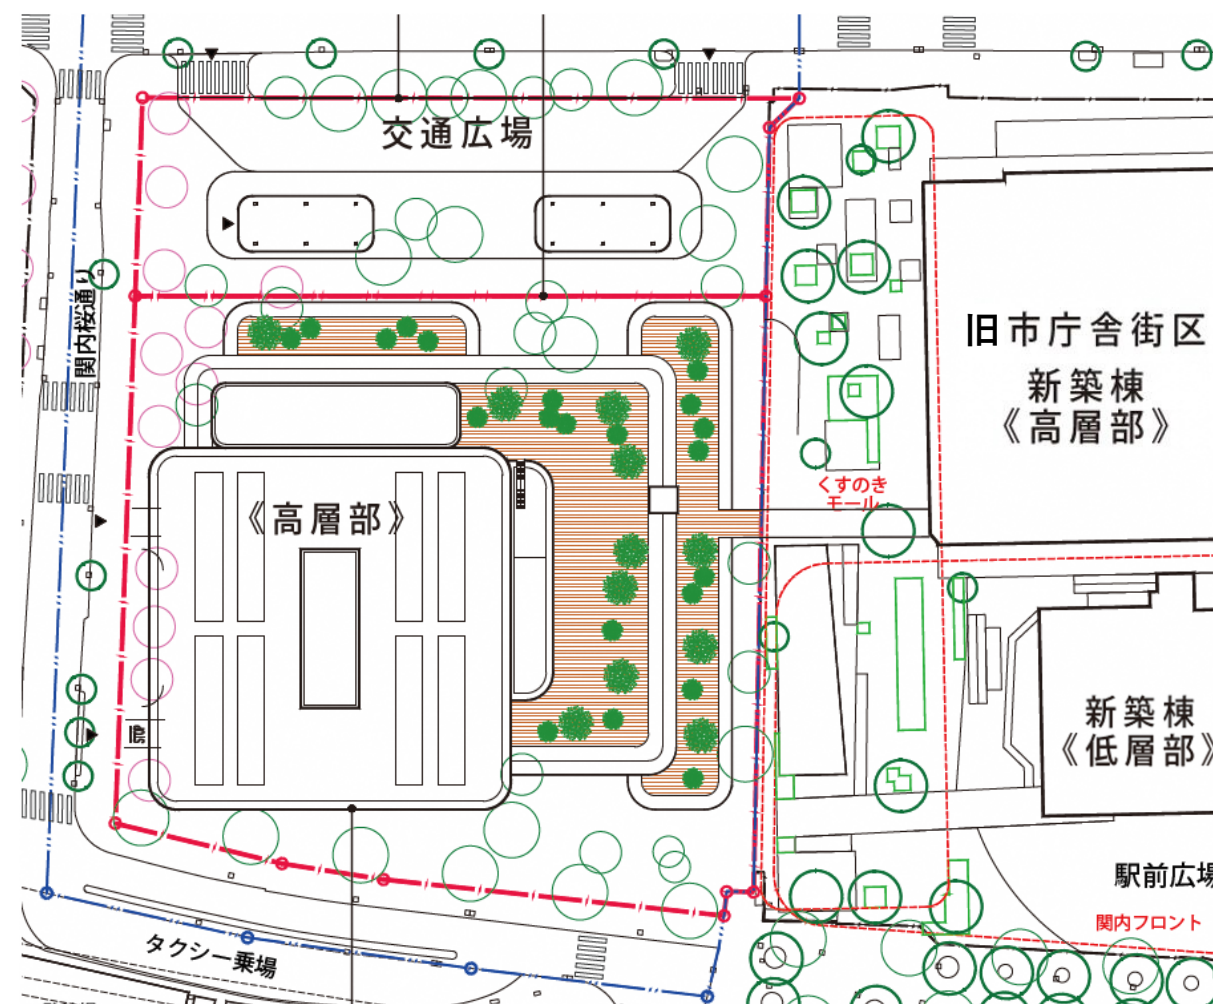 交通広場
関内桜通り
旧市庁舎街区
新築棟
《高層部》
くすのき
モール
《高層部》
新築棟
《低層部》
駅前広場
関内フロント
タクシー乗場